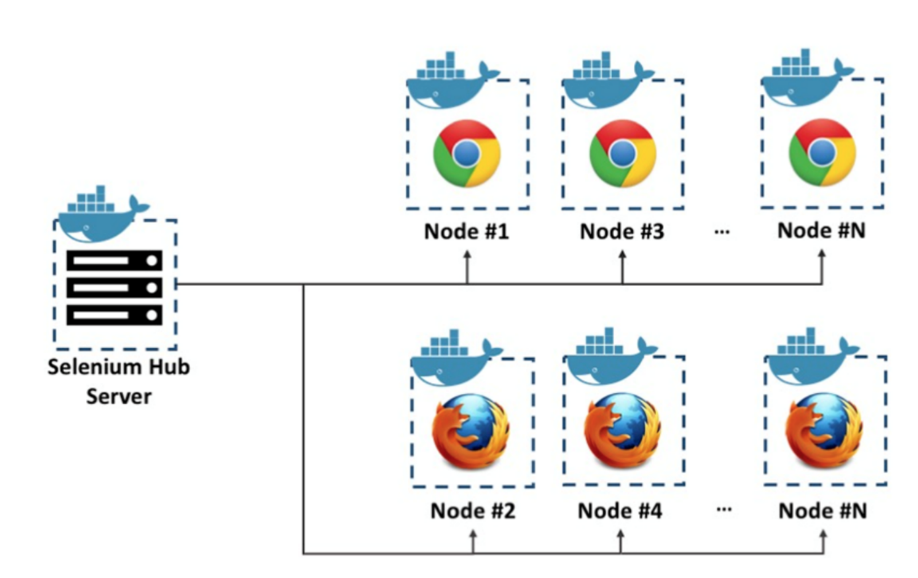 Node #1
Node #3
...
Node #N
Selenium Hub
Server
Node #2
Node #4
...
Node #N